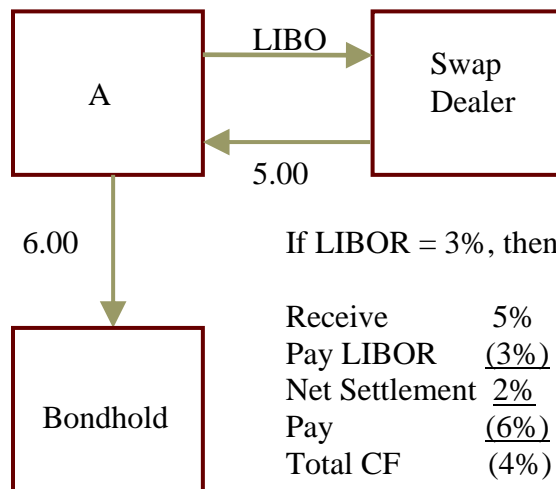 LIBO
A
Swap
Dealer
5.00
6.00
If LIBOR = 3%, then
Receive 5%
Pay LIBOR (3%)
Net Settlement 2%
Pay (6%)
Total CF (4%)
Bondhold